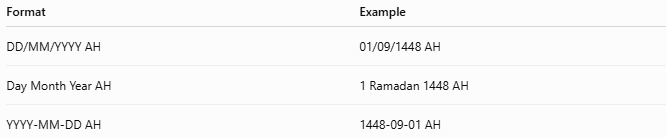 Format Example
DD/MM/YYYY AH 01/09/1448 AH
Day Month Year AH 1 Ramadan 1448 AH
YYYY-MM-DD AH 1448-09-01 AH